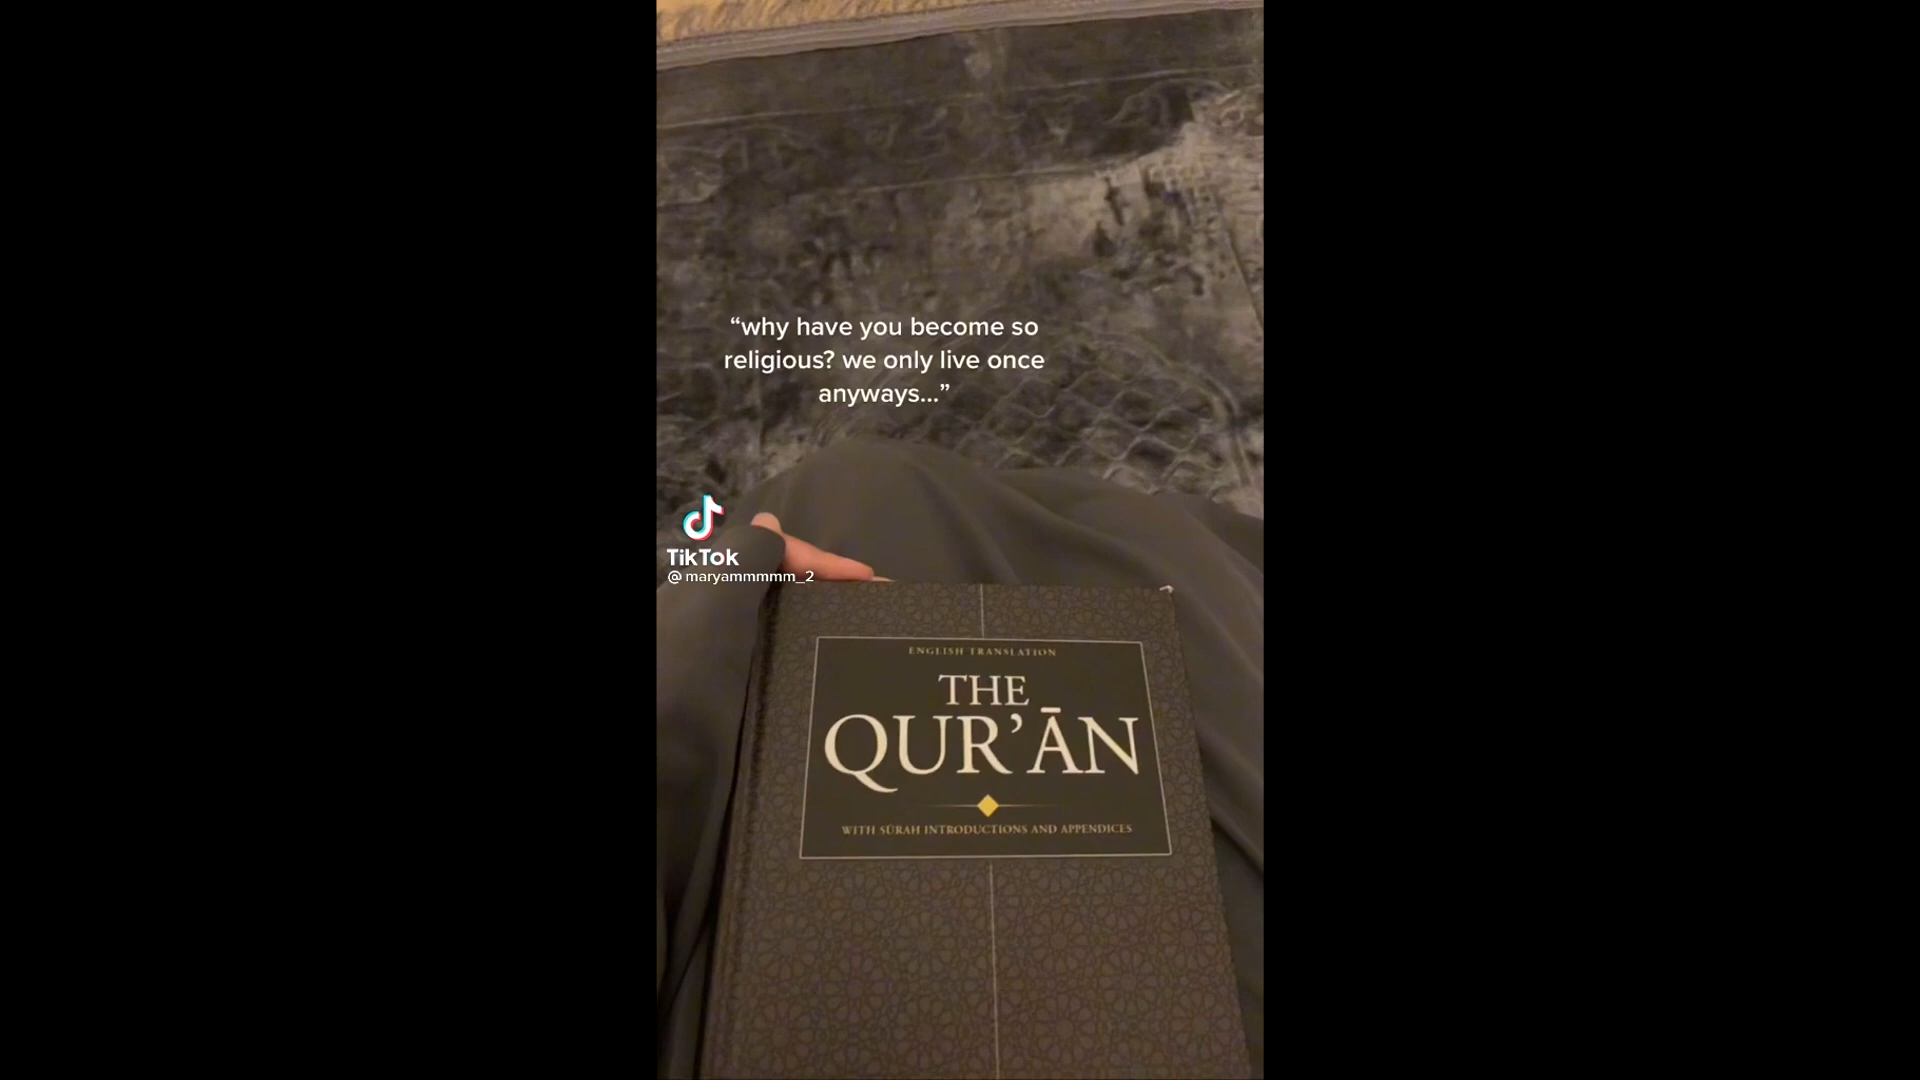 “why have you become so
religious? we only live once
anyways...”
TikTok
@maryammmmm_2
ENGLISH TRANSLATION
THE
QUR’ĀN
WITH SŪRAH INTRODUCTIONS AND APPENDICES